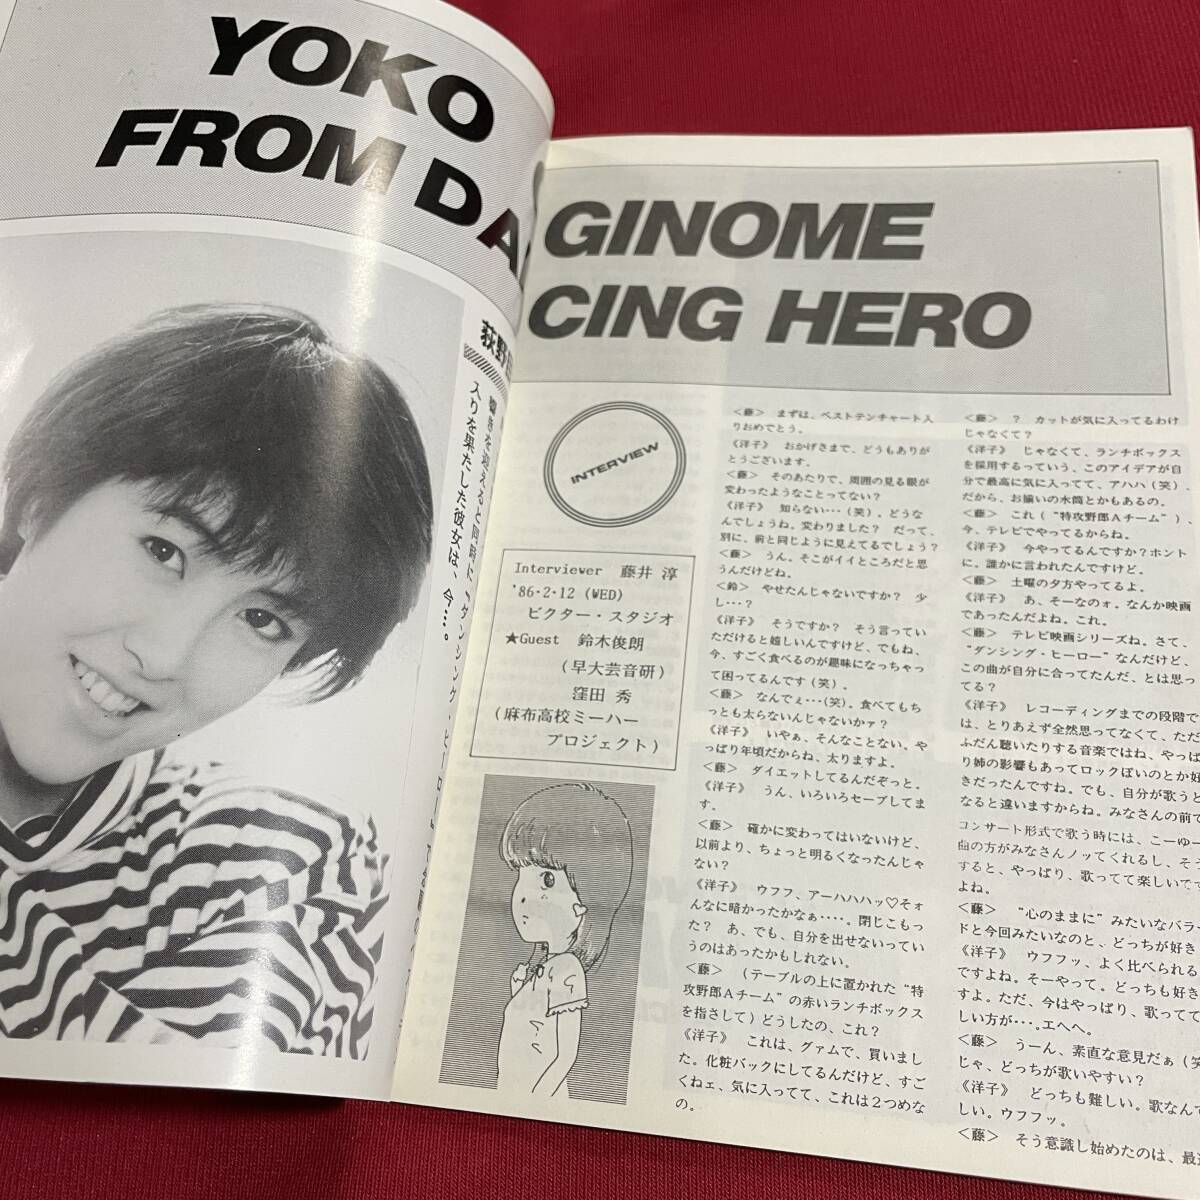 YOKO
FROM DA
GINOME
CING HERO
荻野
入りを果たした彼女は、今…。
INTERVIEW
Interviewer 藤井 淳
'86・2・12 (WED)
ビクター・スタジオ
★Guest 鈴木俊朗
(早大芸音研)
窪田 秀
(麻布高校ミーハー
プロジェクト)
<藤> まずは、ベストテンチャート入
りおめでとう。
《洋子》 おかげさまで、どうもありが
とうございます。
<藤> そのあたりで、周囲の見る眼が
変わったようなことってない?
《洋子》 知らない…(笑)。どうな
んでしょうね。変わりました? だって、
別に、前と同じように見えてるでしょう?
<藤> うん。そこがイイところだと思
うんだけどね。
<鈴> やせたんじゃないですか? 少
し…?
《洋子》 そうですか? そう言ってい
ただけると嬉しいんですけど、でもね、
今、すごく食べるのが趣味になっちゃっ
て困ってるんです(笑)。
<藤> なんでぇ…(笑)。食べてもち
っとも太らないんじゃないかァ?
《洋子》 いやぁ、そんなことない。や
っぱり年頃だからね、太りますよ。
<藤> ダイエットしてるんだぞっと。
《洋子》 うん、いろいろセーブしてま
す。
<藤> 確かに変わってはいないけど、
以前より、ちょっと明るくなったんじゃ
ない?
《洋子》 ウフフ、アーハハハッ♡そォ
んなに暗かったかなぁ‥‥。閉じこもっ
た? あ、でも、自分を出せないってい
うのはあったかもしれない。
<藤> (テーブルの上に置かれた“特
攻野郎Aチーム”の赤いランチボックス
を指さして)どうしたの、これ?
《洋子》 これは、グァムで、買いまし
た。化粧バックにしてるんだけど、すご
くねェ、気に入ってて、これは2つめな
の。
<藤> ? カットが気に入ってるわけ
じゃなくて?
《洋子》 じゃなくて、ランチボックス
を採用するっていう、このアイデアが自
分で最高に気に入ってて、アハハ(笑)。
だから、お揃いの水筒とかもあるの。
<藤> これ(“特攻野郎Aチーム”)、
今、テレビでやってるからね。
《洋子》 今やってるんですか?ホント
に。誰かに言われたんですけど。
<藤> 土曜の夕方やってるよ。
《洋子》 あ、そーなのォ。なんか映画
であったんだよね。これ。
<藤> テレビ映画シリーズね。さて、
“ダンシング・ヒーロー”なんだけど、
この曲が自分に合ってたんだ、とは思っ
てる?
《洋子》 レコーディングまでの段階で
は、とりあえず全然思ってなくて、ただ
ふだん聴いたりする音楽ではね、やっぱ
り姉の影響もあってロックぽいのとか好
きだったんですね。でも、自分が歌うと
なると違いますからね。みなさんの前で
コンサート形式で歌う時には、こーゆー
曲の方がみなさんノッてくれるし、そう
すると、やっぱり、歌ってて楽しいです
よね。
<藤> “心のままに”みたいなバラー
ドと今回みたいなのと、どっちが好き
《洋子》 ウフフッ、よく比べられる
ですよね。そーやって。どっちも好き
すよ。ただ、今はやっぱり、歌ってて
しい方が…。エヘヘ。
<藤> うーん、素直な意見だぁ(笑
じゃ、どっちが歌いやすい?
《洋子》 どっちも難しい。歌なんて
しい。ウフフッ。
<藤> そう意識し始めたのは、最近